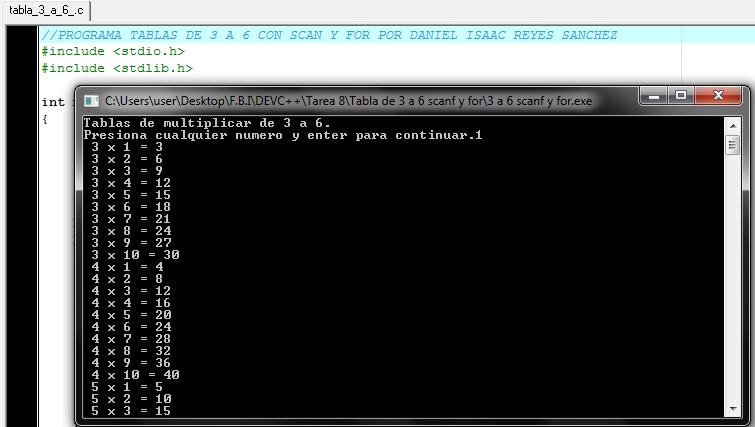 tabla_3_a_6_.c
//PROGRAMA TABLAS DE 3 A 6 CON SCAN Y FOR POR DANIEL ISAAC REYES SANCHEZ
#include <stdio.h>
#include <stdlib.h>
int
{
C:\Users\user\Desktop\F.B.I\DEVC++\Tarea 8\Tabla de 3 a 6 scanf y for\3 a 6 scanf y for.exe
Tablas de multiplicar de 3 a 6.
Presiona cualquier numero y enter para continuar.1
3 x 1 = 3
3 x 2 = 6
3 x 3 = 9
3 x 4 = 12
3 x 5 = 15
3 x 6 = 18
3 x 7 = 21
3 x 8 = 24
3 x 9 = 27
3 x 10 = 30
4 x 1 = 4
4 x 2 = 8
4 x 3 = 12
4 x 4 = 16
4 x 5 = 20
4 x 6 = 24
4 x 7 = 28
4 x 8 = 32
4 x 9 = 36
4 x 10 = 40
5 x 1 = 5
5 x 2 = 10
5 x 3 = 15